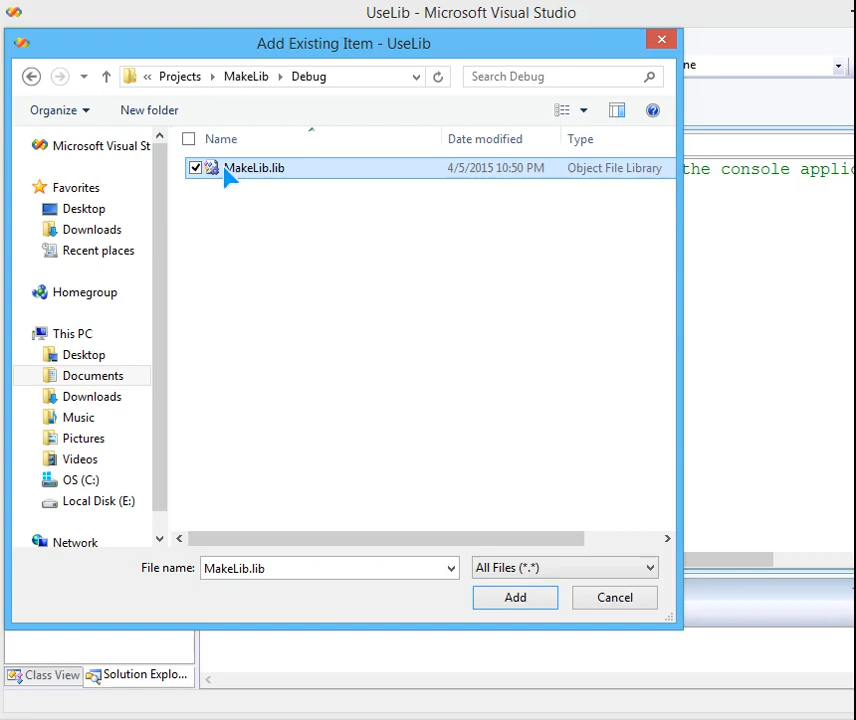 UseLib - Microsoft Visual Studio
Add Existing Item - UseLib
ne
« Projects MakeLib Debug
Search Debug
Organize
New folder
Name
Date modified
Type
MakeLib.lib
4/5/2015 10:50 PM
Object File Library
the console applic
Microsoft Visual St
Favorites
Desktop
Downloads
Recent places
Homegroup
This PC
Desktop
Documents
Downloads
Music
Pictures
Videos
OS (C:)
Local Disk (E:)
Network
File name: MakeLib.lib
All Files (*.*)
Add
Cancel
Class View
Solution Explo...